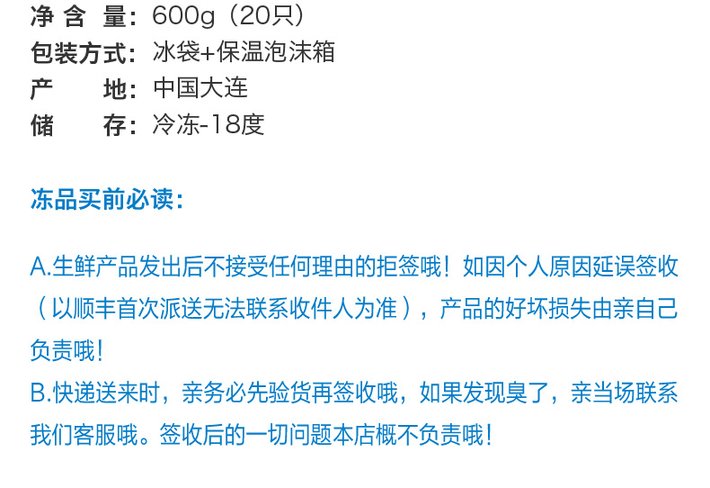 净含量：600g（20只）
包装方式：冰袋+保温泡沫箱
产地：中国大连
储存：冷冻-18度
冻品买前必读：
A.生鲜产品发出后不接受任何理由的拒签哦！如因个人原因延误签收
（以顺丰首次派送无法联系收件人为准），产品的好坏损失由亲自己
负责哦！
B.快递送来时，亲务必先验货再签收哦，如果发现臭了，亲当场联系
我们客服哦。签收后的一切问题本店概不负责哦！